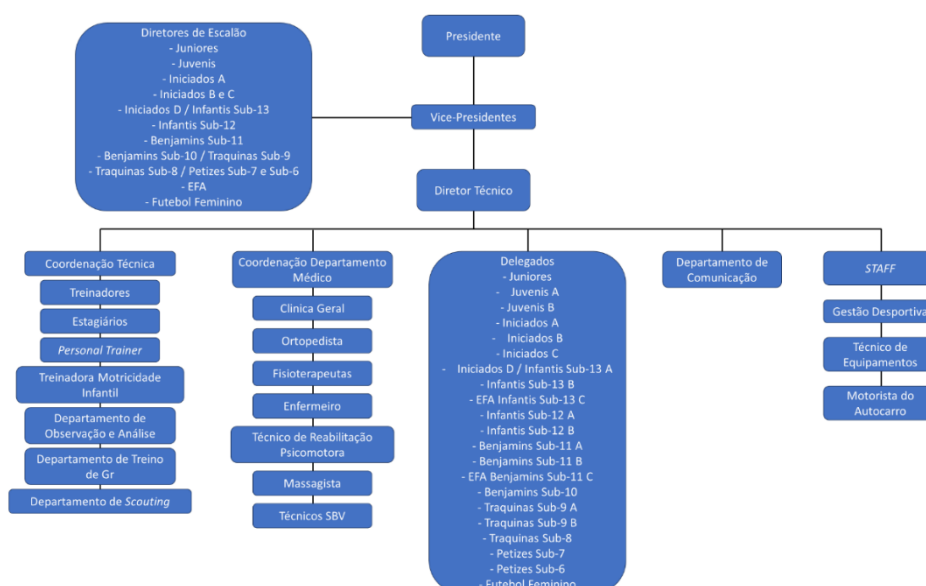 Diretores de Escalão
- Juniores
- Juvenis
- Iniciados A
- Iniciados B e C
- Iniciados D / Infantis Sub-13
- Infantis Sub-12
- Benjamins Sub-11
- Benjamins Sub-10 / Traquinas Sub-9
- Traquinas Sub-8 / Petizes Sub-7 e Sub-6
- EFA
- Futebol Feminino
Presidente
Vice-Presidentes
Diretor Técnico
Coordenação Técnica
Treinadores
Estagiários
Personal Trainer
Treinadora Motricidade
Infantil
Departamento de
Observação e Análise
Departamento de Treino
de Gr
Departamento de Scouting
Coordenação Departamento
Médico
Clinica Geral
Ortopedista
Fisioterapeutas
Enfermeiro
Técnico de Reabilitação
Psicomotora
Massagista
Técnicos SBV
Delegados
- Juniores
- Juvenis A
- Juvenis B
- Iniciados A
- Iniciados B
- Iniciados C
- Iniciados D / Infantis Sub-13 A
- Infantis Sub-13 B
- EFA Infantis Sub-13 C
- Infantis Sub-12 A
- Infantis Sub-12 B
- Benjamins Sub-11 A
- Benjamins Sub-11 B
- EFA Benjamins Sub-11 C
- Benjamins Sub-10
- Traquinas Sub-9 A
- Traquinas Sub-9 B
- Traquinas Sub-8
- Petizes Sub-7
- Petizes Sub-6
- Futebol Feminino
Departamento de
Comunicação
STAFF
Gestão Desportiva
Técnico de
Equipamentos
Motorista do
Autocarro